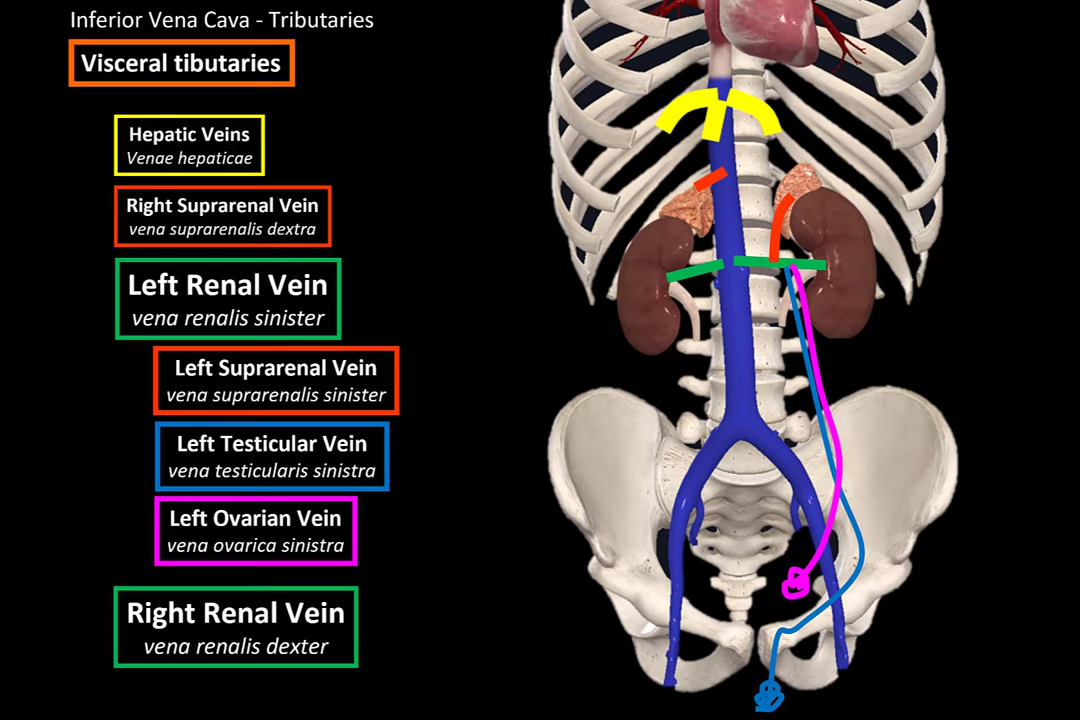 Inferior Vena Cava - Tributaries
Visceral tibutaries
Hepatic Veins
Venae hepaticae
Right Suprarenal Vein
vena suprarenalis dextra
Left Renal Vein
vena renalis sinister
Left Suprarenal Vein
vena suprarenalis sinister
Left Testicular Vein
vena testicularis sinistra
Left Ovarian Vein
vena ovarica sinistra
Right Renal Vein
vena renalis dexter